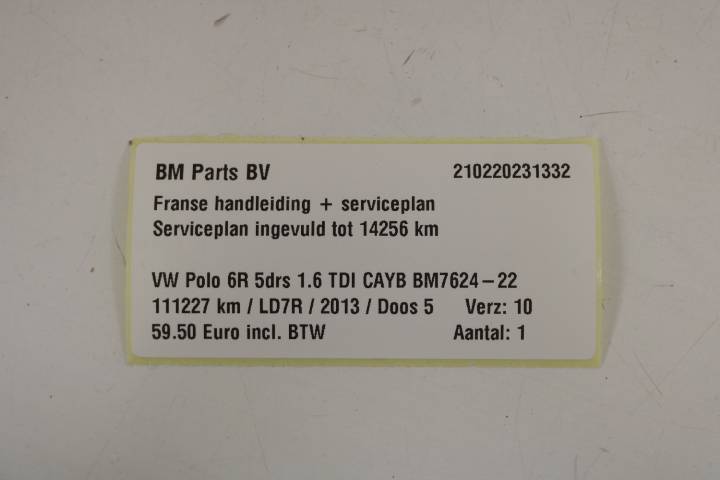 BM Parts BV 210220231332
Franse handleiding + serviceplan
Serviceplan ingevuld tot 14256 km
VW Polo 6R 5drs 1.6 TDI CAYB BM7624-22
111227 km / LD7R / 2013 / Doos 5 Verz: 10
59.50 Euro incl. BTW Aantal: 1